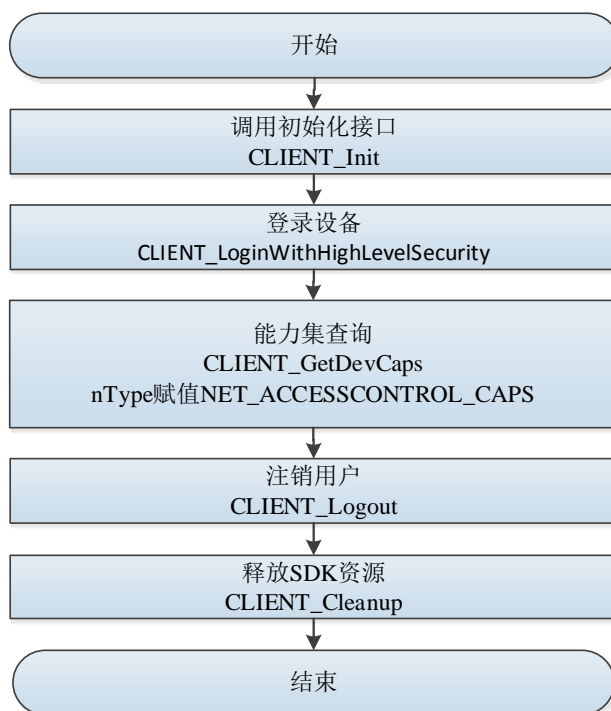 开始
调用初始化接口
CLIENT_Init
登录设备
CLIENT_LoginWithHighLevelSecurity
能力集查询
CLIENT_GetDevCaps
nType赋值NET_ACCESSCONTROL_CAPS
注销用户
CLIENT_Logout
释放SDK资源
CLIENT_Cleanup
结束